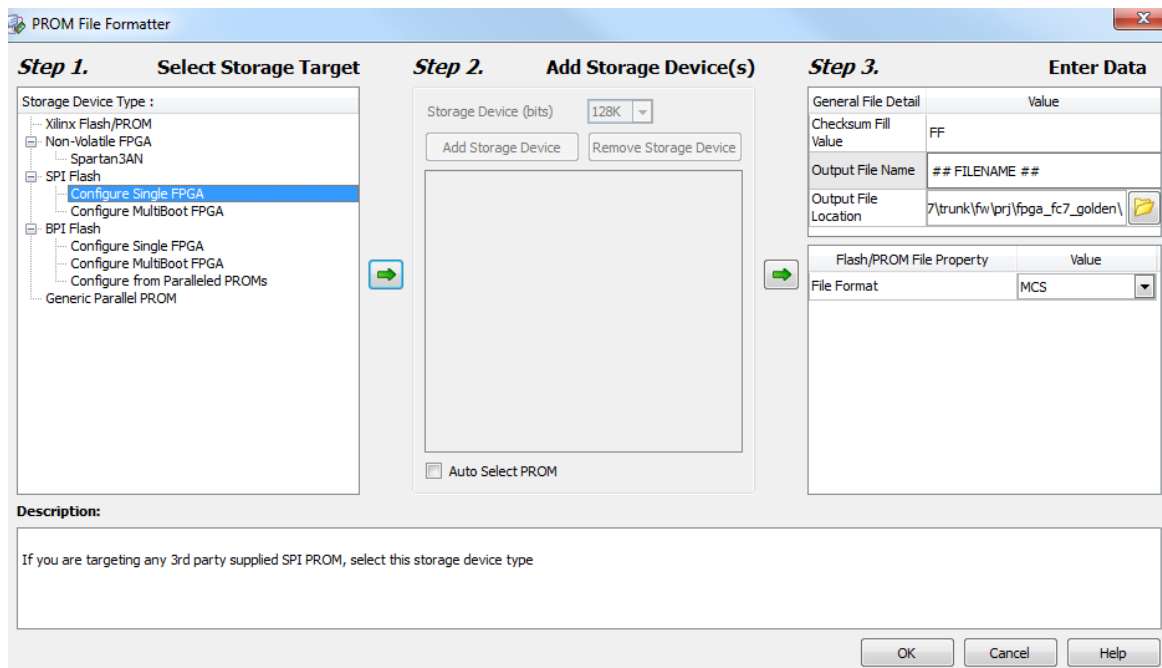 PROM File Formatter
Step 1. Select Storage Target
Storage Device Type :
Xilinx Flash/PROM
Non-Volatile FPGA
Spartan3AN
SPI Flash
Configure Single FPGA
Configure MultiBoot FPGA
BPI Flash
Configure Single FPGA
Configure MultiBoot FPGA
Configure from Paralleled PROMs
Generic Parallel PROM
Step 2. Add Storage Device(s)
Storage Device (bits) 128K
Add Storage Device Remove Storage Device
Auto Select PROM
Step 3. Enter Data
General File Detail Value
Checksum Fill
Value FF
Output File Name ## FILENAME ##
Output File
Location 7\trunk\fw\prj\fpga_fc7_golden\
Flash/PROM File Property Value
File Format MCS
Description:
If you are targeting any 3rd party supplied SPI PROM, select this storage device type
OK Cancel Help